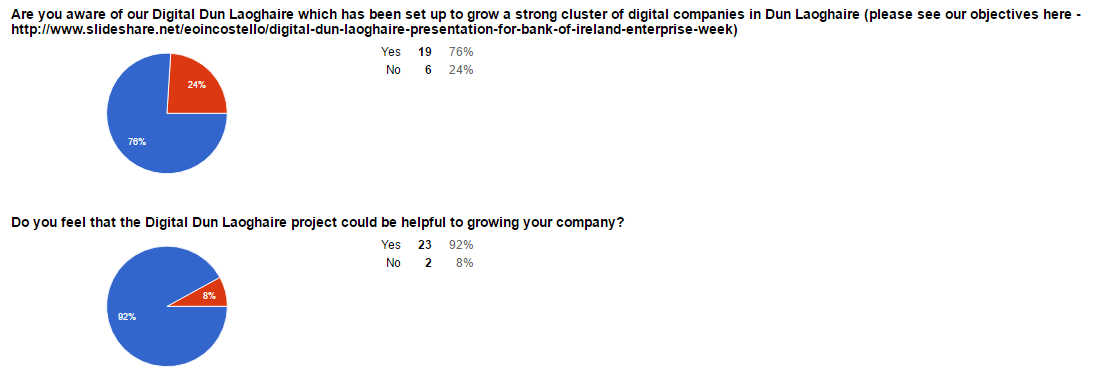 Are you aware of our Digital Dun Laoghaire which has been set up to grow a strong cluster of digital companies in Dun Laoghaire (please see our objectives here -
http://www.slideshare.net/eoincostello/digital-dun-laoghaire-presentation-for-bank-of-ireland-enterprise-week)
Yes 19 76%
No 6 24%
24%
76%
Do you feel that the Digital Dun Laoghaire project could be helpful to growing your company?
Yes 23 92%
No 2 8%
8%
92%